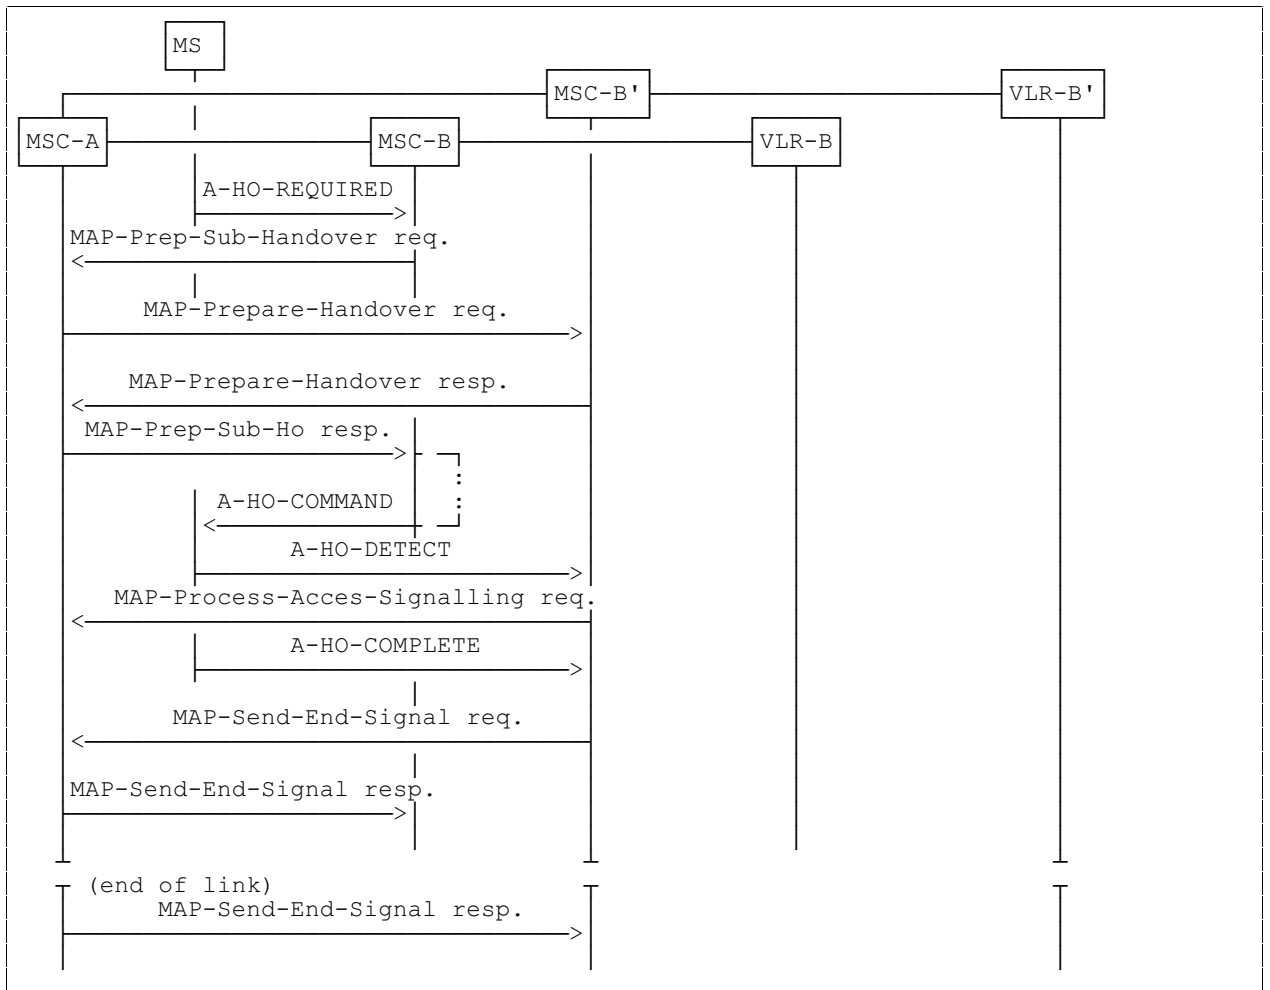 MS
MSC-B' VLR-B'
MSC-A MSC-B VLR-B
A-HO-REQUIRED
MAP-Prep-Sub-Handover req.
MAP-Prepare-Handover req.
MAP-Prepare-Handover resp.
MAP-Prep-Sub-Ho resp.
A-HO-COMMAND
A-HO-DETECT
MAP-Process-Acces-Signalling req.
A-HO-COMPLETE
MAP-Send-End-Signal req.
MAP-Send-End-Signal resp.
(end of link)
MAP-Send-End-Signal resp.